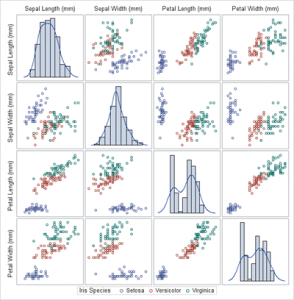 Sepal Length (mm) Sepal Width (mm) Petal Length (mm) Petal Width (mm)
Sepal Length (mm)
Sepal Width (mm)
Petal Length (mm)
Petal Width (mm)
Iris Species Setosa Versicolor Virginica